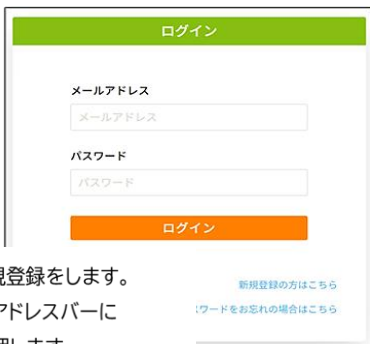 ログイン
メールアドレス
メールアドレス
パスワード
パスワード
ログイン
登録をします。
新規登録の方はこちら
アドレスバーに
ワードをお忘れの場合はこちら
します